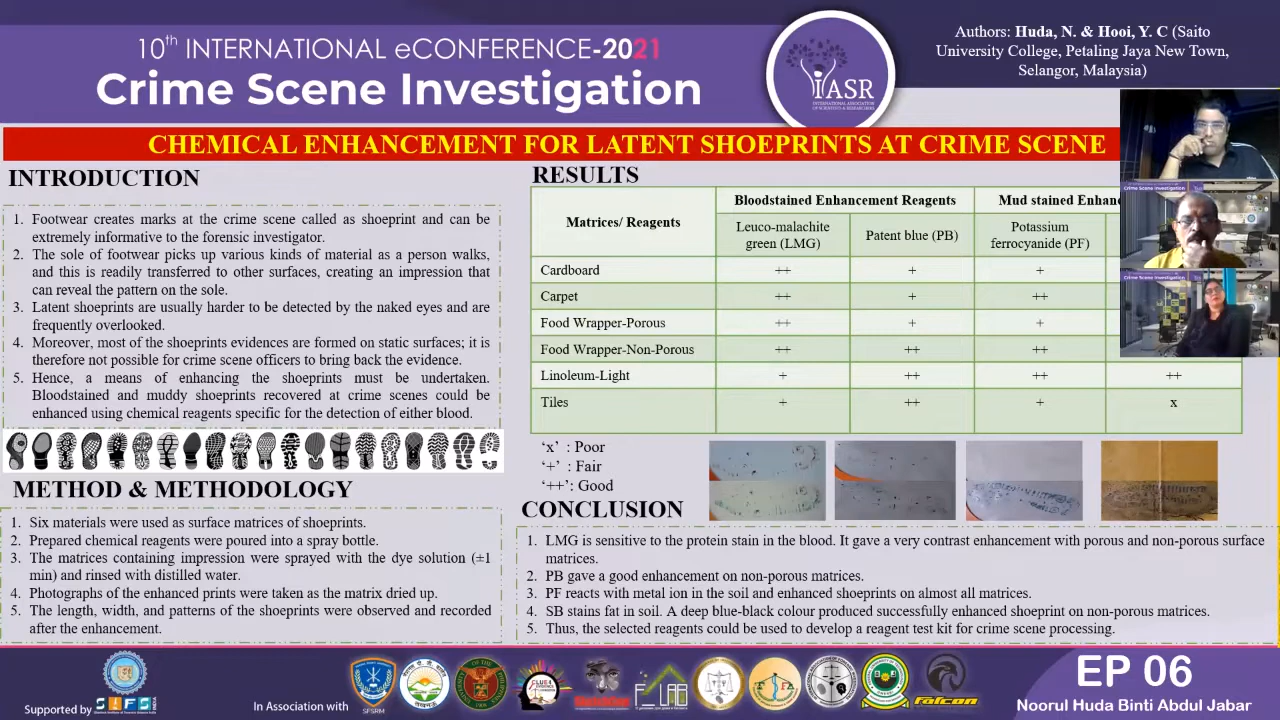 10th INTERNATIONAL eCONFERENCE-2021
Crime Scene Investigation
IASR
INTERNATIONAL ASSOCIATION
OF SCIENTISTS & RESEARCHERS
Authors: Huda, N. & Hooi, Y. C (Saito
University College, Petaling Jaya New Town,
Selangor, Malaysia)
CHEMICAL ENHANCEMENT FOR LATENT SHOEPRINTS AT CRIME SCENE
INTRODUCTION
1. Footwear creates marks at the crime scene called as shoeprint and can be
extremely informative to the forensic investigator.
2. The sole of footwear picks up various kinds of material as a person walks,
and this is readily transferred to other surfaces, creating an impression that
can reveal the pattern on the sole.
3. Latent shoeprints are usually harder to be detected by the naked eyes and are
frequently overlooked.
4. Moreover, most of the shoeprints evidences are formed on static surfaces; it is
therefore not possible for crime scene officers to bring back the evidence.
5. Hence, a means of enhancing the shoeprints must be undertaken.
Bloodstained and muddy shoeprints recovered at crime scenes could be
enhanced using chemical reagents specific for the detection of either blood.
METHOD & METHODOLOGY
1. Six materials were used as surface matrices of shoeprints.
2. Prepared chemical reagents were poured into a spray bottle.
3. The matrices containing impression were sprayed with the dye solution (±1
min) and rinsed with distilled water.
4. Photographs of the enhanced prints were taken as the matrix dried up.
5. The length, width, and patterns of the shoeprints were observed and recorded
after the enhancement.
RESULTS
Matrices/ Reagents
Bloodstained Enhancement Reagents
Mud stained Enhanc
Leuco-malachite
green (LMG)
Patent blue (PB)
Potassium
ferrocyanide (PF)
Cardboard ++ + +
Carpet ++ + ++
Food Wrapper-Porous ++ + +
Food Wrapper-Non-Porous ++ ++ ++
Linoleum-Light + ++ ++ ++
Tiles + ++ + x
Crime Scene Investigation
Crime Scene Investigation
‘x’ : Poor
‘+’ : Fair
‘++’: Good
CONCLUSION
1. LMG is sensitive to the protein stain in the blood. It gave a very contrast enhancement with porous and non-porous surface
matrices.
2. PB gave a good enhancement on non-porous matrices.
3. PF reacts with metal ion in the soil and enhanced shoeprints on almost all matrices.
4. SB stains fat in soil. A deep blue-black colour produced successfully enhanced shoeprint on non-porous matrices.
5. Thus, the selected reagents could be used to develop a reagent test kit for crime scene processing.
Supported by
SIFS
In Association with
SFSRM
FLAB
falcon
EP 06
Noorul Huda Binti Abdul Jabar